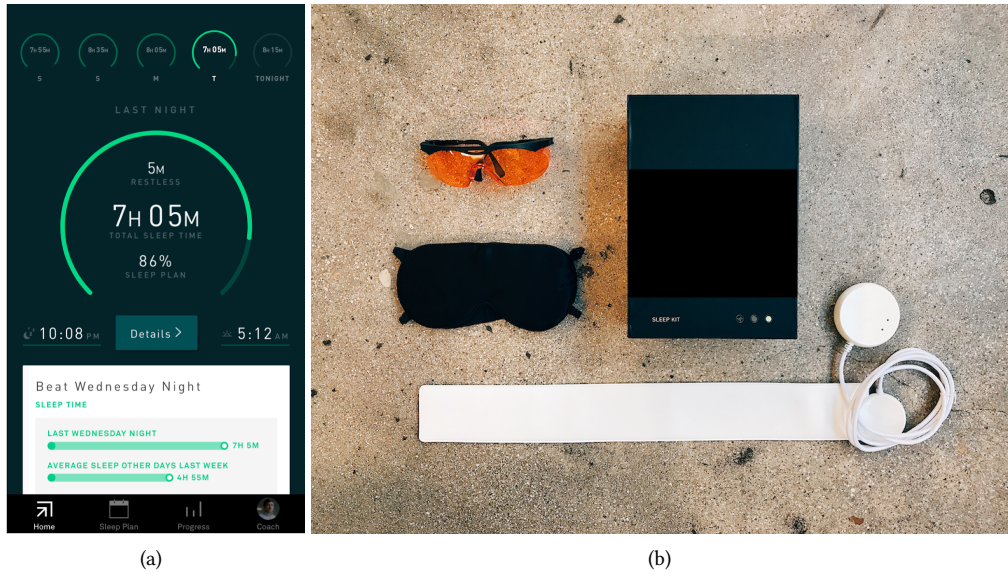 7H 55M 8H 35M 8H 05M 7H 05M 8H 15M
S S M T TONIGHT
LAST NIGHT
5M
RESTLESS
7H 05M
TOTAL SLEEP TIME
86%
SLEEP PLAN
10:08 PM Details > 5:12 AM
Beat Wednesday Night
SLEEP TIME
LAST WEDNESDAY NIGHT
7H 5M
AVERAGE SLEEP OTHER DAYS LAST WEEK
4H 55M
Home Sleep Plan Progress Coach
SLEEP KIT
(a) (b)